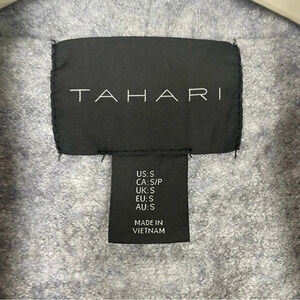 TAHARI
US:S
CA:S/P
UK:S
EU:S
AU:S
MADE IN
VIETNAM